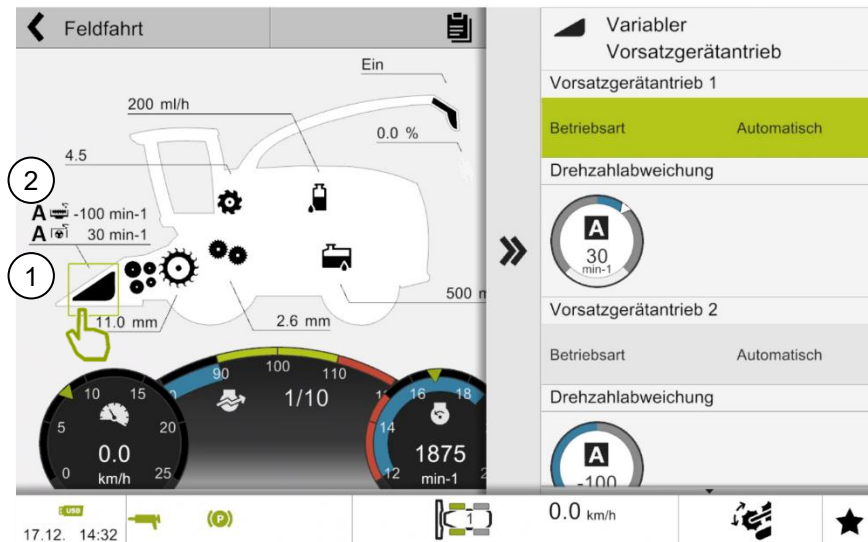 Feldfahrt
Ein
200 ml/h
0.0 %
4.5
2
A -100 min-1
A 30 min-1
1
500 m
11.0 mm
2.6 mm
90 100 110
1/10
5 10 15 20 25
0
0.0
km/h
12 14 16 18
1875
min-1
Variabler
Vorsatzgerätantrieb
Vorsatzgerätantrieb 1
Betriebsart Automatisch
Drehzahlabweichung
A
30
min-1
Vorsatzgerätantrieb 2
Betriebsart Automatisch
Drehzahlabweichung
A
-100
USB
17.12. 14:32
(P)
1
0.0 km/h